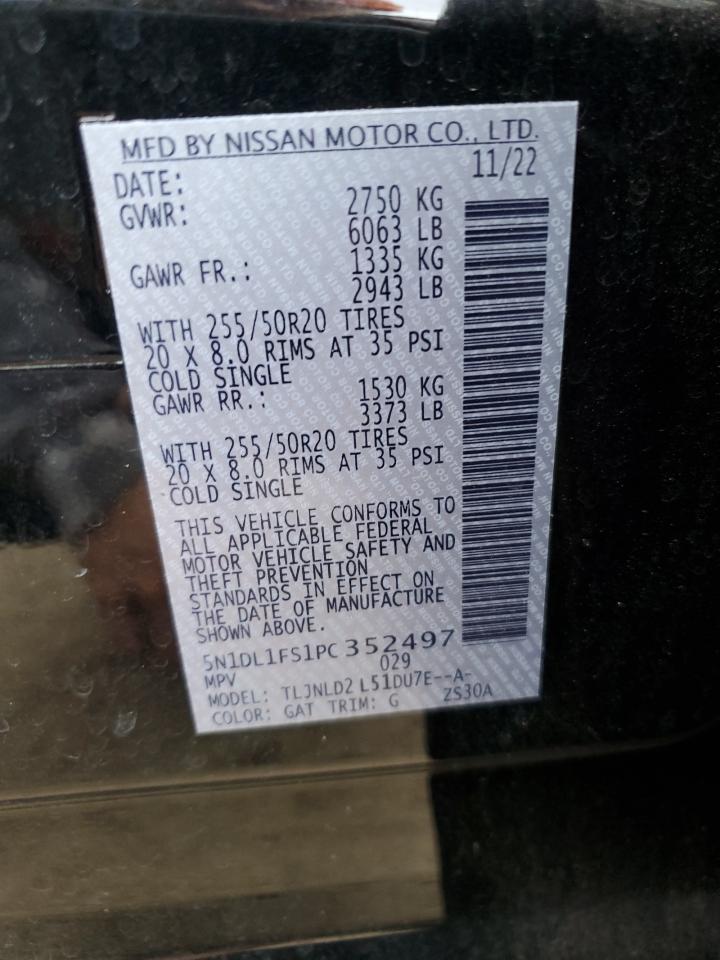 MFD BY NISSAN MOTOR CO., LTD.
DATE: 11/22
GVWR: 2750 KG
6063 LB
GAWR FR.: 1335 KG
2943 LB
WITH 255/50R20 TIRES
20 X 8.0 RIMS AT 35 PSI
COLD SINGLE
GAWR RR.: 1530 KG
3373 LB
WITH 255/50R20 TIRES
20 X 8.0 RIMS AT 35 PSI
COLD SINGLE
THIS VEHICLE CONFORMS TO
ALL APPLICABLE FEDERAL
MOTOR VEHICLE SAFETY AND
THEFT PREVENTION
STANDARDS IN EFFECT ON
THE DATE OF MANUFACTURE
SHOWN ABOVE.
5N1DL1FS1PC352497
MPV 029
MODEL: TLJNLD2 L51DU7E--A-
COLOR: GAT TRIM: G ZS30A